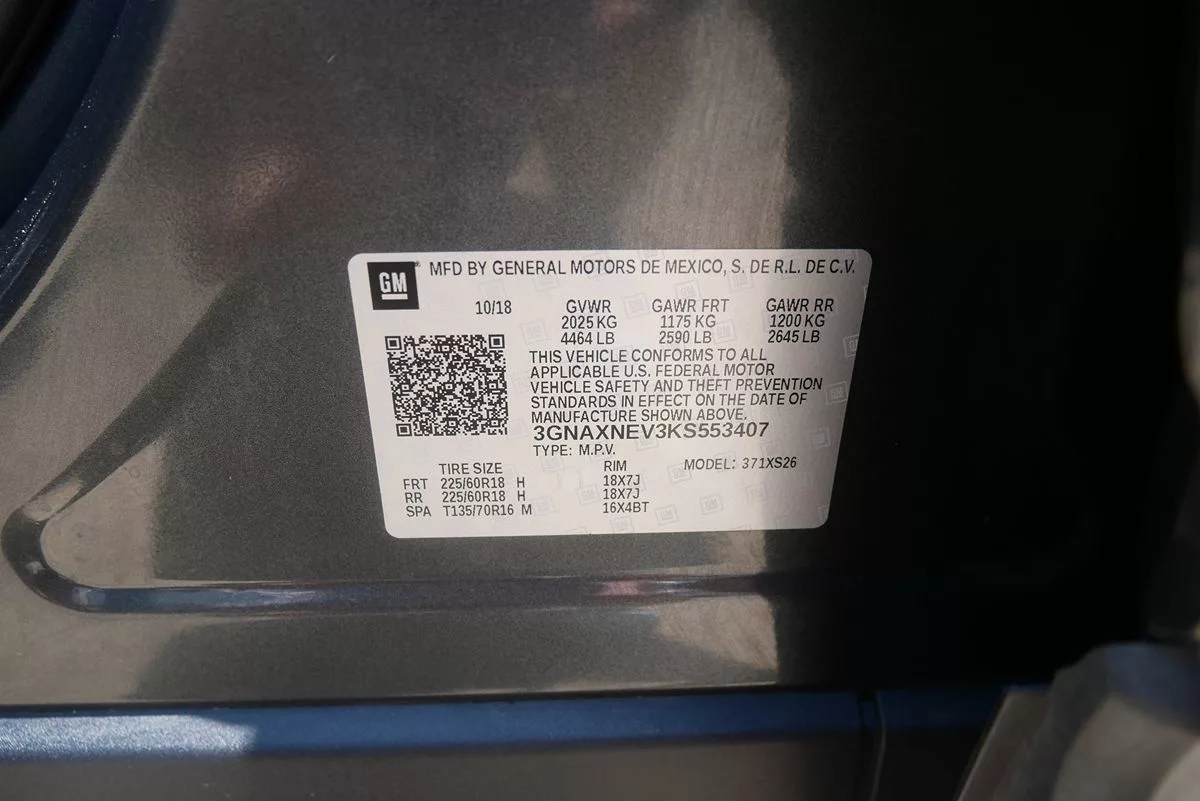 GM
MFD BY GENERAL MOTORS DE MEXICO, S. DE R.L. DE C.V.
10/18 GVWR GAWR FRT GAWR RR
2025 KG 1175 KG 1200 KG
4464 LB 2590 LB 2645 LB
THIS VEHICLE CONFORMS TO ALL
APPLICABLE U.S. FEDERAL MOTOR
VEHICLE SAFETY AND THEFT PREVENTION
STANDARDS IN EFFECT ON THE DATE OF
MANUFACTURE SHOWN ABOVE.
3GNAXNEV3KS553407
TYPE: M.P.V.
TIRE SIZE RIM MODEL: 371XS26
FRT 225/60R18 H 18X7J
RR 225/60R18 H 18X7J
SPA T135/70R16 M 16X4BT